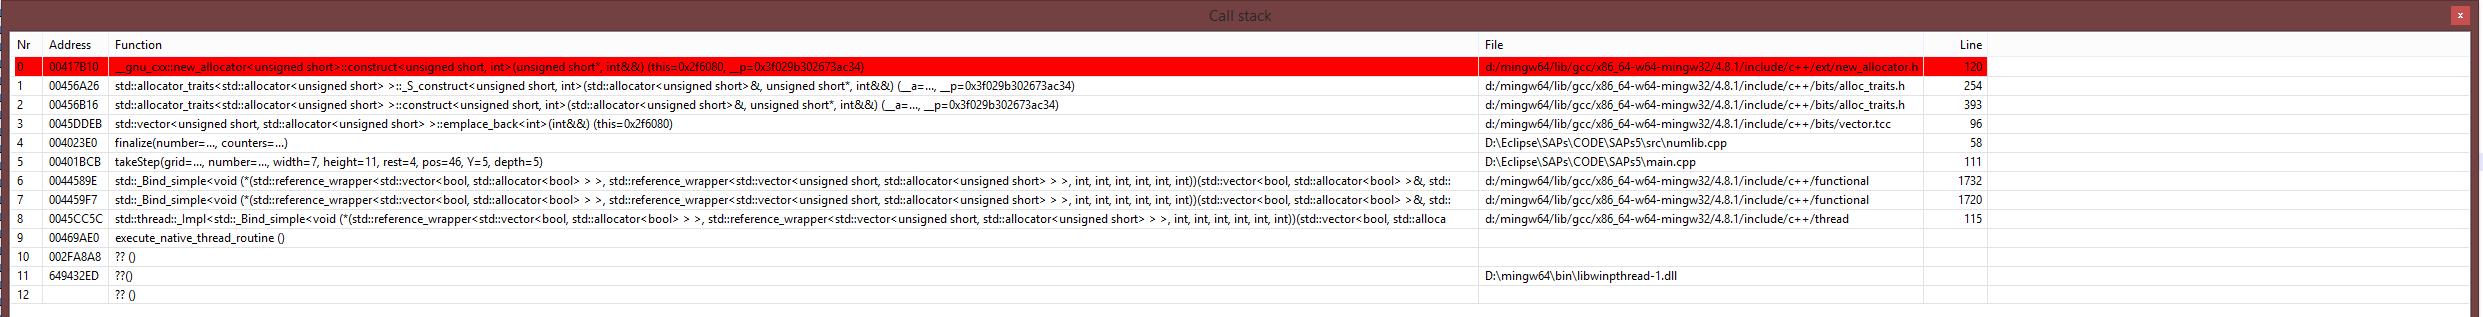 Call stack
x
Nr Address Function File Line
0 00417B10 __gnu_cxx::new_allocator<unsigned short>::construct<unsigned short, int>(unsigned short*, int&&) (this=0x2f6080, __p=0x3f029b302673ac34) d:/mingw64/lib/gcc/x86_64-w64-mingw32/4.8.1/include/c++/ext/new_allocator.h 120
1 00456A26 std::allocator_traits<std::allocator<unsigned short> >::_S_construct<unsigned short, int>(std::allocator<unsigned short>&, unsigned short*, int&&) (__a=..., __p=0x3f029b302673ac34) d:/mingw64/lib/gcc/x86_64-w64-mingw32/4.8.1/include/c++/bits/alloc_traits.h 254
2 00456B16 std::allocator_traits<std::allocator<unsigned short> >::construct<unsigned short, int>(std::allocator<unsigned short>&, unsigned short*, int&&) (__a=..., __p=0x3f029b302673ac34) d:/mingw64/lib/gcc/x86_64-w64-mingw32/4.8.1/include/c++/bits/alloc_traits.h 393
3 0045DDEB std::vector<unsigned short, std::allocator<unsigned short> >::emplace_back<int>(int&&) (this=0x2f6080) d:/mingw64/lib/gcc/x86_64-w64-mingw32/4.8.1/include/c++/bits/vector.tcc 96
4 004023E0 finalize(number=..., counters=...) D:\Eclipse\SAPs\CODE\SAPs5\src\numlib.cpp 58
5 00401BCB takeStep(grid=..., number=..., width=7, height=11, rest=4, pos=46, Y=5, depth=5) D:\Eclipse\SAPs\CODE\SAPs5\main.cpp 111
6 0044589E std::_Bind_simple<void (*(std::reference_wrapper<std::vector<bool, std::allocator<bool> > >, std::reference_wrapper<std::vector<unsigned short, std::allocator<unsigned short> > >, int, int, int, int, int, int))(std::vector<bool, std::allocator<bool> >&, std:: d:/mingw64/lib/gcc/x86_64-w64-mingw32/4.8.1/include/c++/functional 1732
7 004459F7 std::_Bind_simple<void (*(std::reference_wrapper<std::vector<bool, std::allocator<bool> > >, std::reference_wrapper<std::vector<unsigned short, std::allocator<unsigned short> > >, int, int, int, int, int, int))(std::vector<bool, std::allocator<bool> >&, std:: d:/mingw64/lib/gcc/x86_64-w64-mingw32/4.8.1/include/c++/functional 1720
8 0045CC5C std::thread::_Impl<std::_Bind_simple<void (*(std::reference_wrapper<std::vector<bool, std::allocator<bool> > >, std::reference_wrapper<std::vector<unsigned short, std::allocator<unsigned short> > >, int, int, int, int, int, int))(std::vector<bool, std::alloca d:/mingw64/lib/gcc/x86_64-w64-mingw32/4.8.1/include/c++/thread 115
9 00469AE0 execute_native_thread_routine ()
10 002FA8A8 ?? ()
11 649432ED ??() D:\mingw64\bin\libwinpthread-1.dll
12 ?? ()